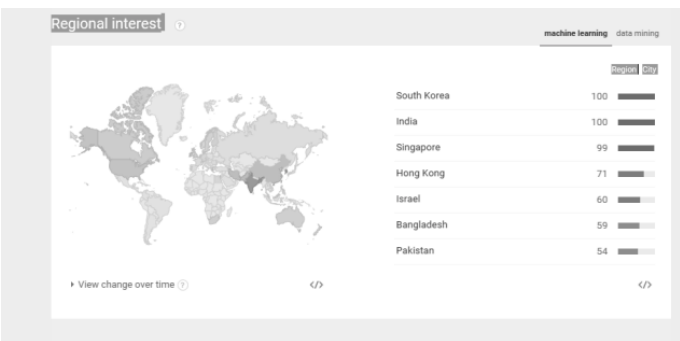 Regional interest ?
machine learning data mining
Region City
South Korea 100
India 100
Singapore 99
Hong Kong 71
Israel 60
Bangladesh 59
Pakistan 54
View change over time ? </> </>